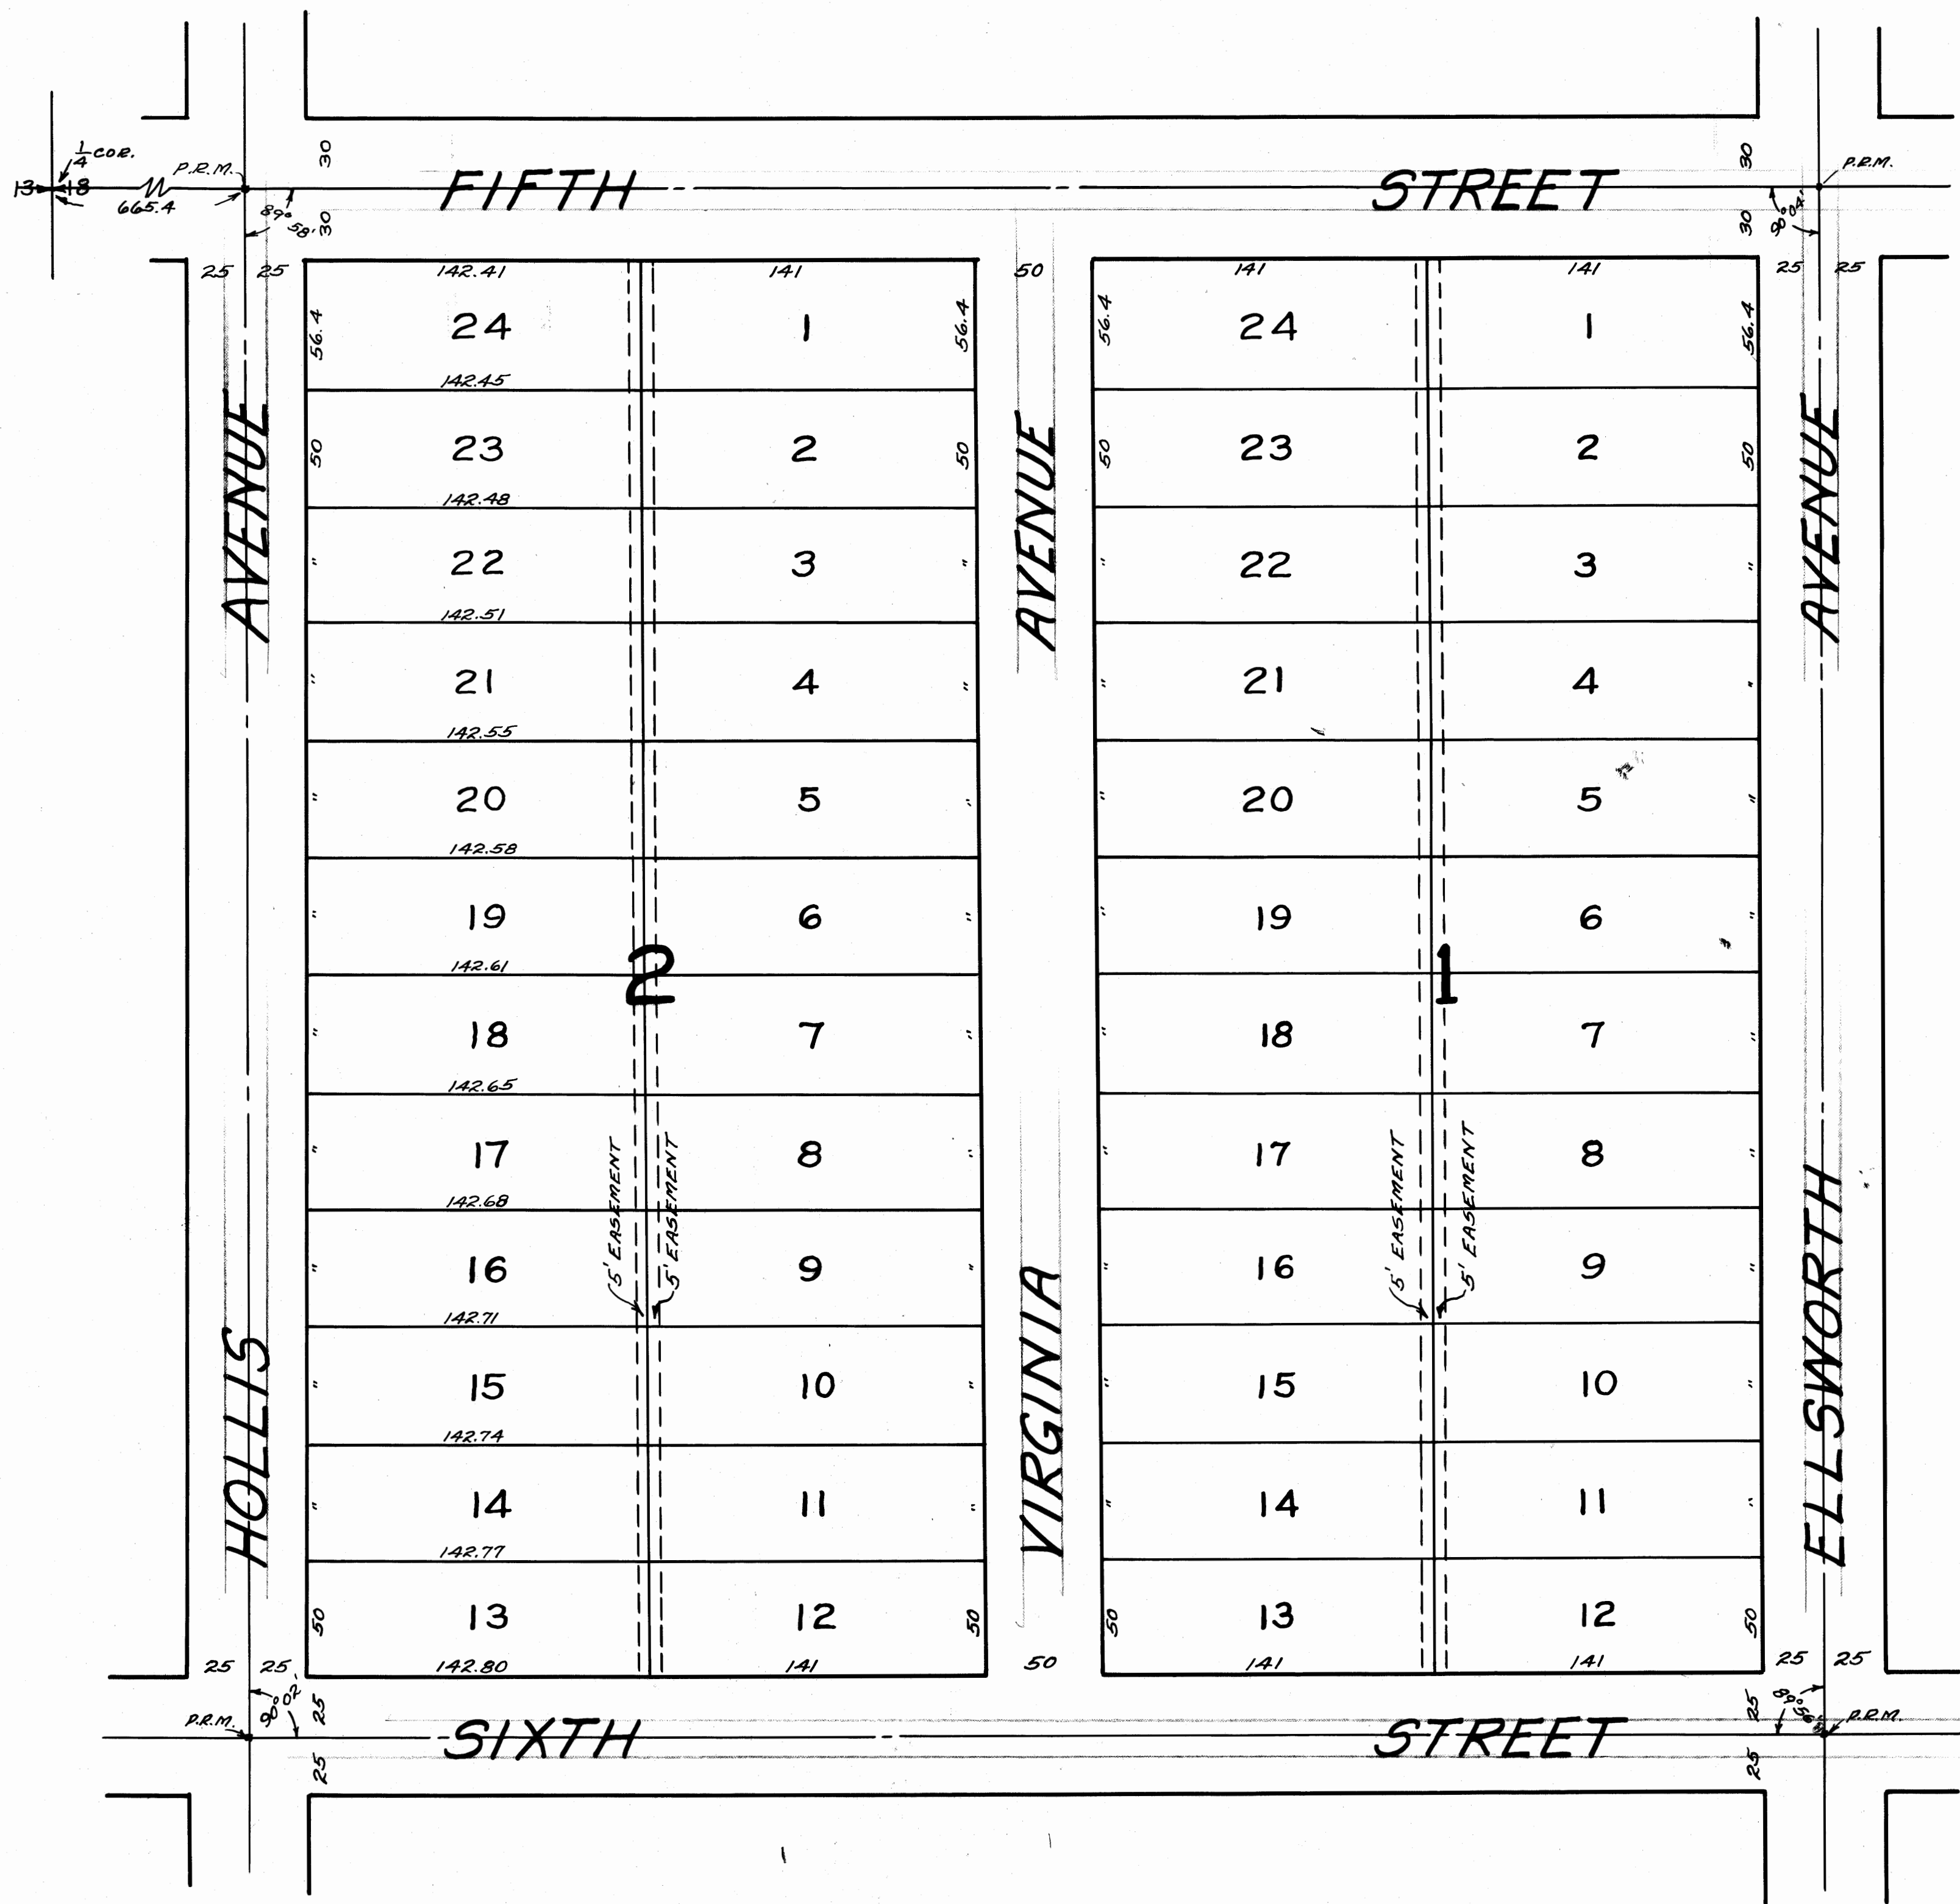 1/4 COR.
P.R.M.
30
30
P.R.M.
13 18
FIFTH STREET
665.4
89° 58'
30
30
90° 04'
25 25
142.41
141
50
141
141
25 25
56.4
24
1
56.4
56.4
24
1
56.4
142.45
50
23
2
50
50
23
2
50
142.48
" 22 3 " " 22 3 "
142.51
" 21 4 " " 21 4 "
142.55
" 20 5 " " 20 5 "
142.58
" 19 6 " " 19 6 "
142.61
2
1
" 18 7 " " 18 7 "
142.65
" 17 8 " " 17 8 "
142.68
5' EASEMENT
5' EASEMENT
5' EASEMENT
5' EASEMENT
" 16 9 " " 16 9 "
142.71
" 15 10 " " 15 10 "
142.74
" 14 11 " " 14 11 "
142.77
50
13
12
50
50
13
12
50
25 25
142.80
141
50
141
141
25 25
HOLLIS AVENUE
VIRGINIA AVENUE
ELLSWORTH AVENUE
90° 02'
25
25
P.R.M.
P.R.M.
SIXTH STREET
25
25